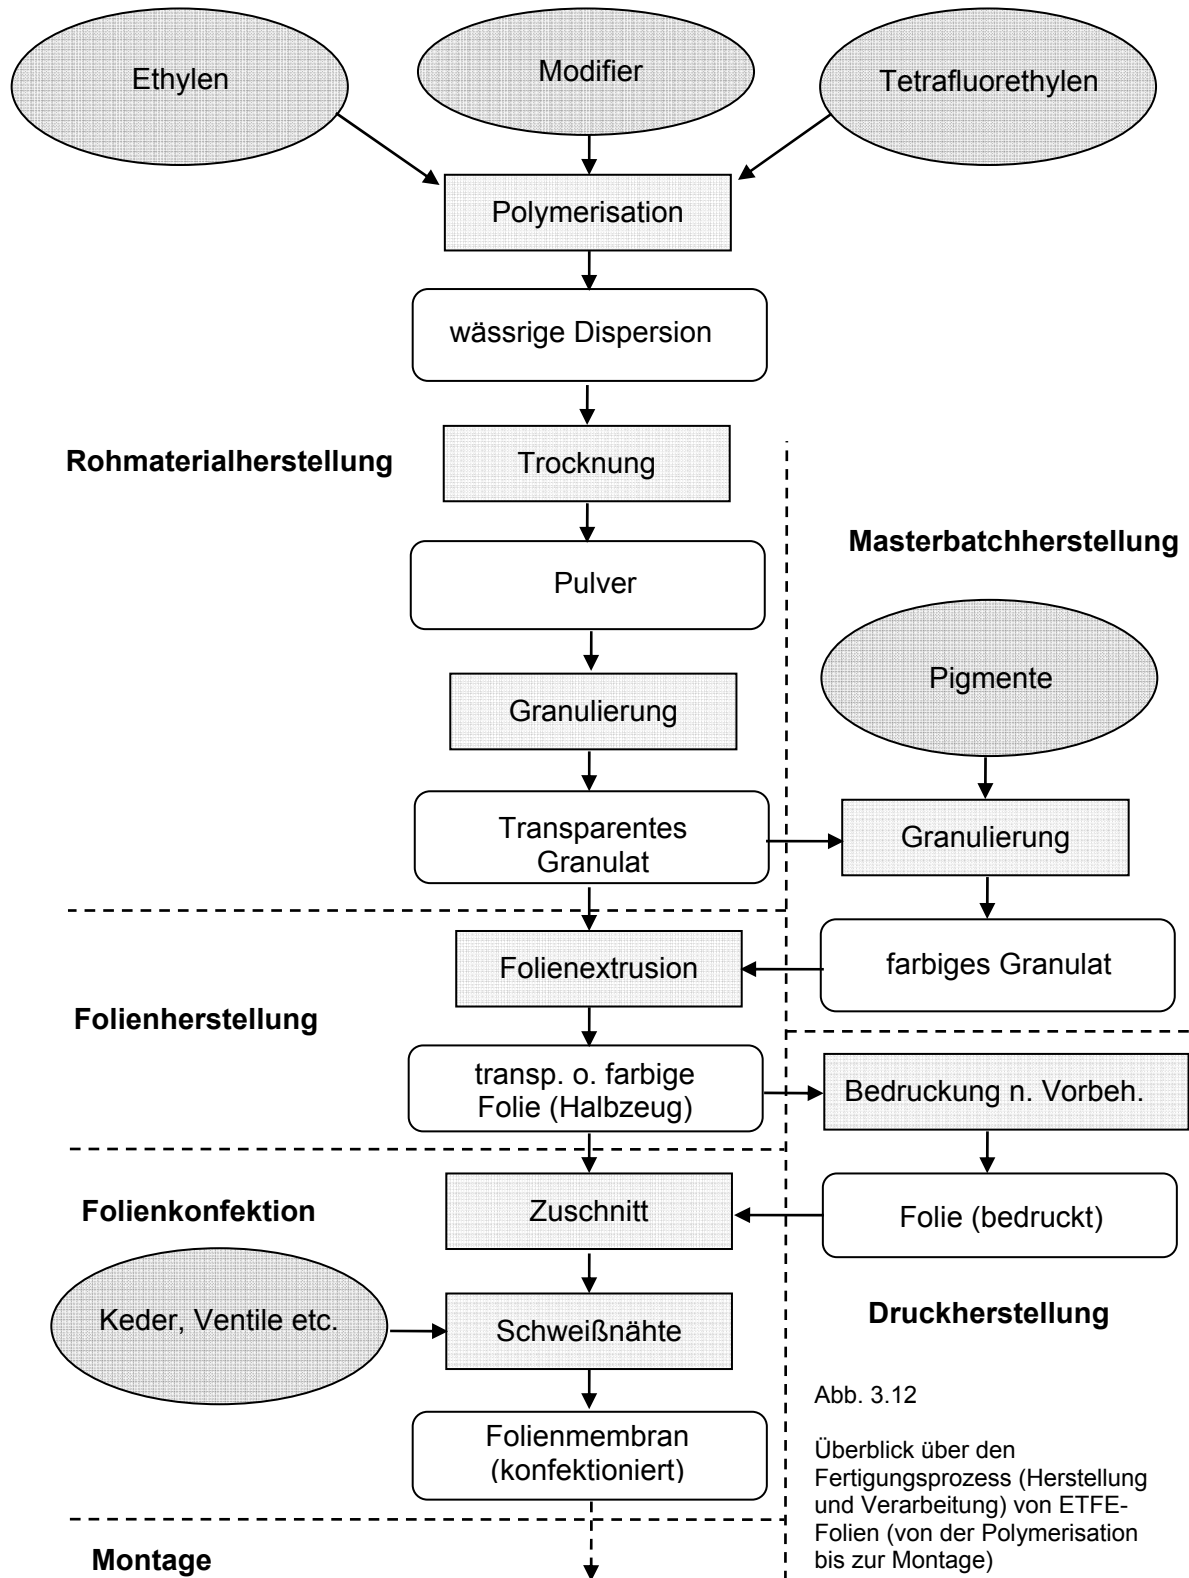 Ethylen
Modifier
Tetrafluorethylen
Polymerisation
wässrige Dispersion
Rohmaterialherstellung
Trocknung
Masterbatchherstellung
Pulver
Pigmente
Granulierung
Transparentes
Granulat
Granulierung
Folienextrusion
farbiges Granulat
Folienherstellung
transp. o. farbige
Folie (Halbzeug)
Bedruckung n. Vorbeh.
Folienkonfektion
Zuschnitt
Folie (bedruckt)
Keder, Ventile etc.
Schweißnähte
Druckherstellung
Folienmembran
(konfektioniert)
Abb. 3.12
Überblick über den
Fertigungsprozess (Herstellung
und Verarbeitung) von ETFE-
Folien (von der Polymerisation
bis zur Montage)
Montage